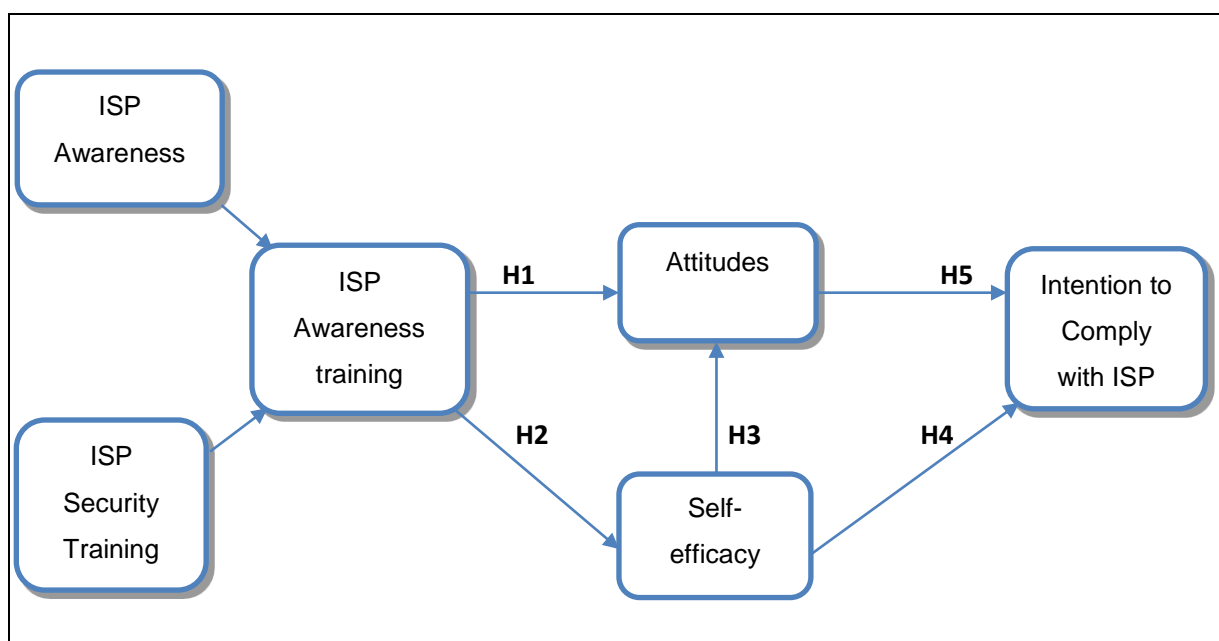 ISP
Awareness
ISP
Awareness
training
ISP
Security
Training
H1
H2
Attitudes
H3
Self-
efficacy
H5
H4
Intention to
Comply
with ISP